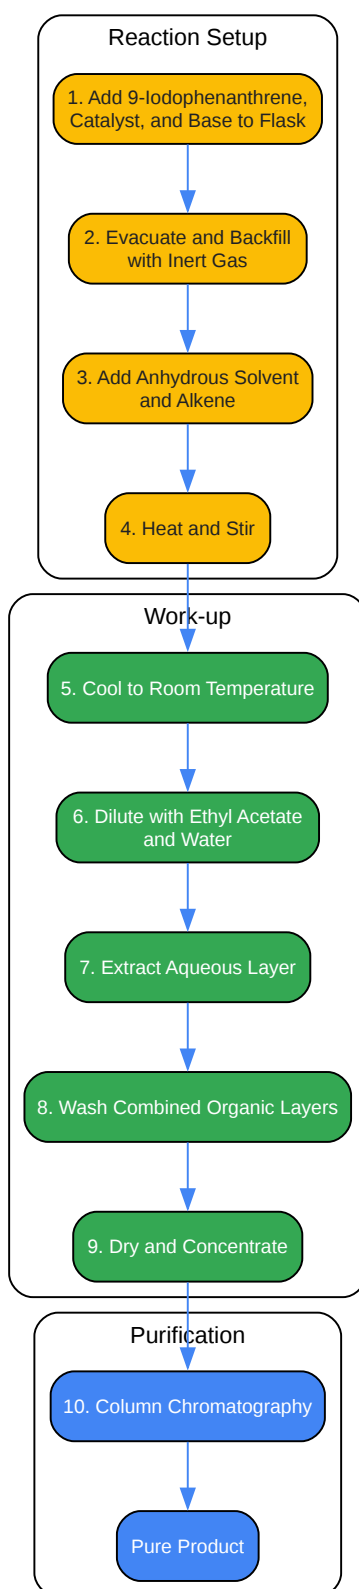 Reaction Setup
1. Add 9-Iodophenanthrene,
Catalyst, and Base to Flask
2. Evacuate and Backfill
with Inert Gas
3. Add Anhydrous Solvent
and Alkene
4. Heat and Stir
Work-up
5. Cool to Room Temperature
6. Dilute with Ethyl Acetate
and Water
7. Extract Aqueous Layer
8. Wash Combined Organic Layers
9. Dry and Concentrate
Purification
10. Column Chromatography
Pure Product